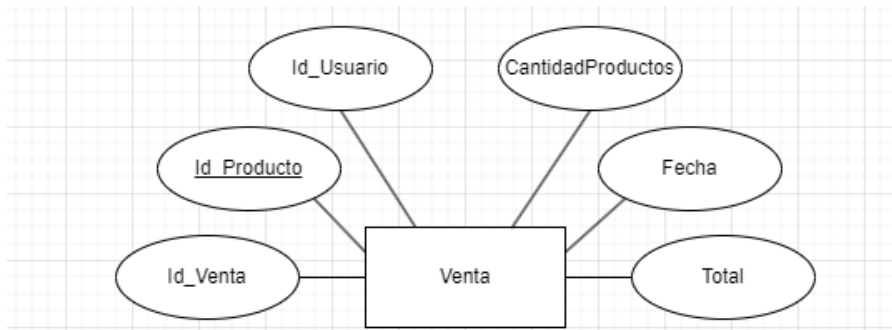 Id_Usuario
CantidadProductos
Id_Producto
Fecha
Id_Venta
Venta
Total